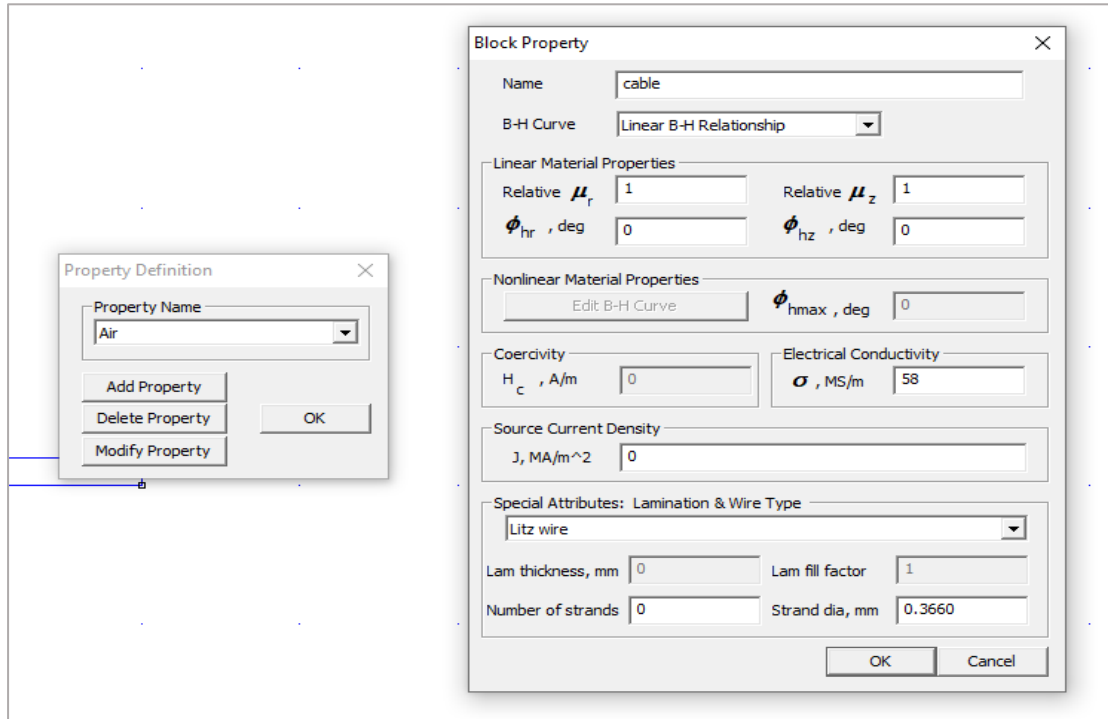 Property Definition
Property Name
Air
Add Property
Delete Property
OK
Modify Property
Block Property
Name
cable
B-H Curve
Linear B-H Relationship
Linear Material Properties
Relative μr
1
Relative μz
1
ϕhr , deg
0
ϕhz , deg
0
Nonlinear Material Properties
Edit B-H Curve
ϕhmax , deg
0
Coercivity
Hc , A/m
0
Electrical Conductivity
σ , MS/m
58
Source Current Density
J, MA/m^2
0
Special Attributes: Lamination & Wire Type
Litz wire
Lam thickness, mm
0
Lam fill factor
1
Number of strands
0
Strand dia, mm
0.3660
OK
Cancel